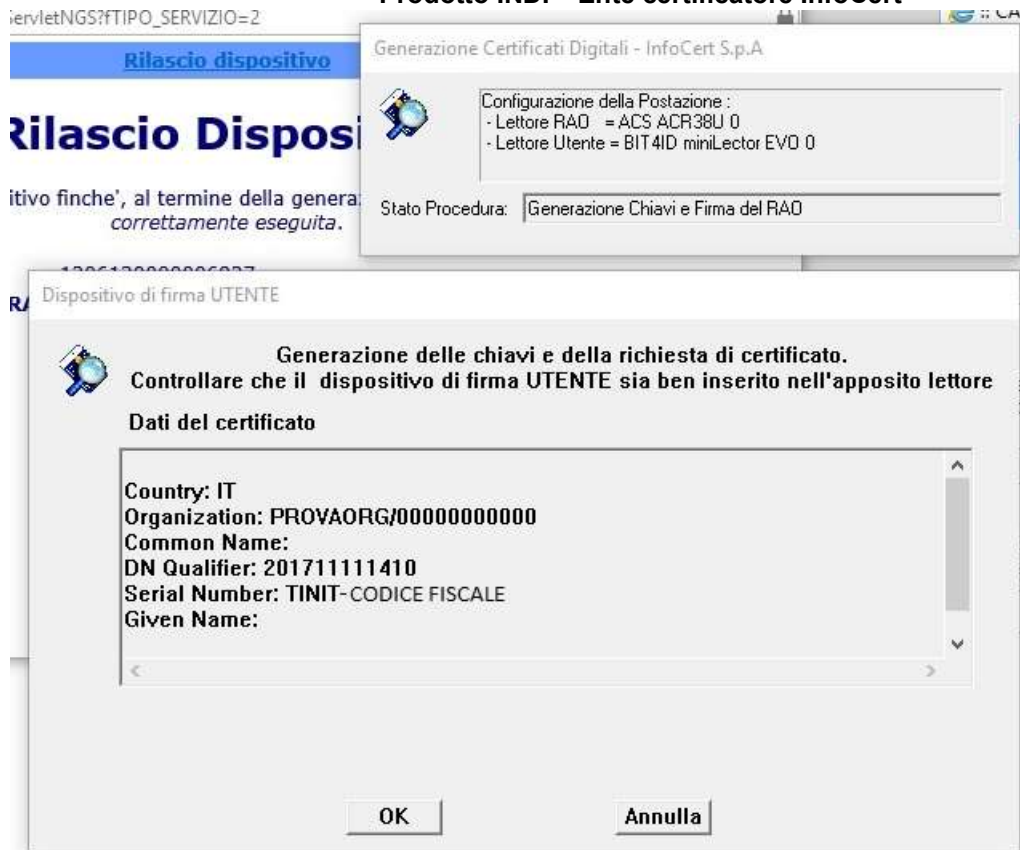 Prodotto INDI - Ente certificatore InfoCert
ServletNGS?fTIPO_SERVIZIO=2
:: CA
Rilascio dispositivo
Generazione Certificati Digitali - InfoCert S.p.A
Configurazione della Postazione :
- Lettore RAO = ACS ACR38U 0
- Lettore Utente = BIT4ID miniLector EVO 0
Rilascio Disposi
itivo finche', al termine della genera
correttamente eseguita.
Stato Procedura: Generazione Chiavi e Firma del RAO
RA
Dispositivo di firma UTENTE
Generazione delle chiavi e della richiesta di certificato.
Controllare che il dispositivo di firma UTENTE sia ben inserito nell'apposito lettore
Dati del certificato
Country: IT
Organization: PROVAORG/00000000000
Common Name:
DN Qualifier: 201711111410
Serial Number: TINIT-CODICE FISCALE
Given Name:
OK
Annulla